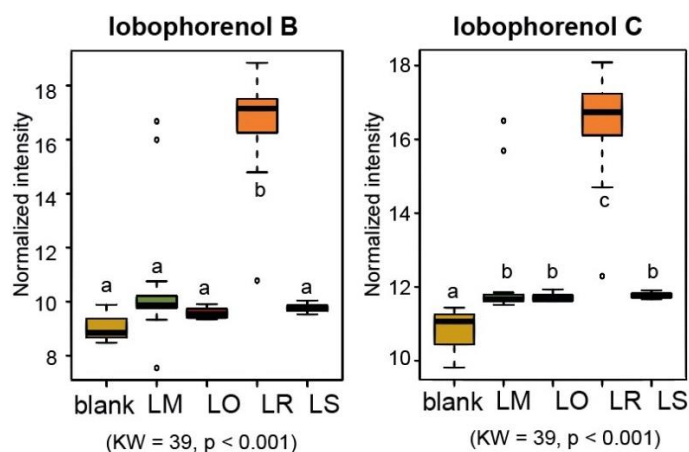 lobophorenol B
Normalized intensity
18
16
14
12
10
8
a
a
a
b
a
blank LM LO LR LS
(KW = 39, p < 0.001)
lobophorenol C
Normalized intensity
18
16
14
12
10
a
b
b
c
b
blank LM LO LR LS
(KW = 39, p < 0.001)